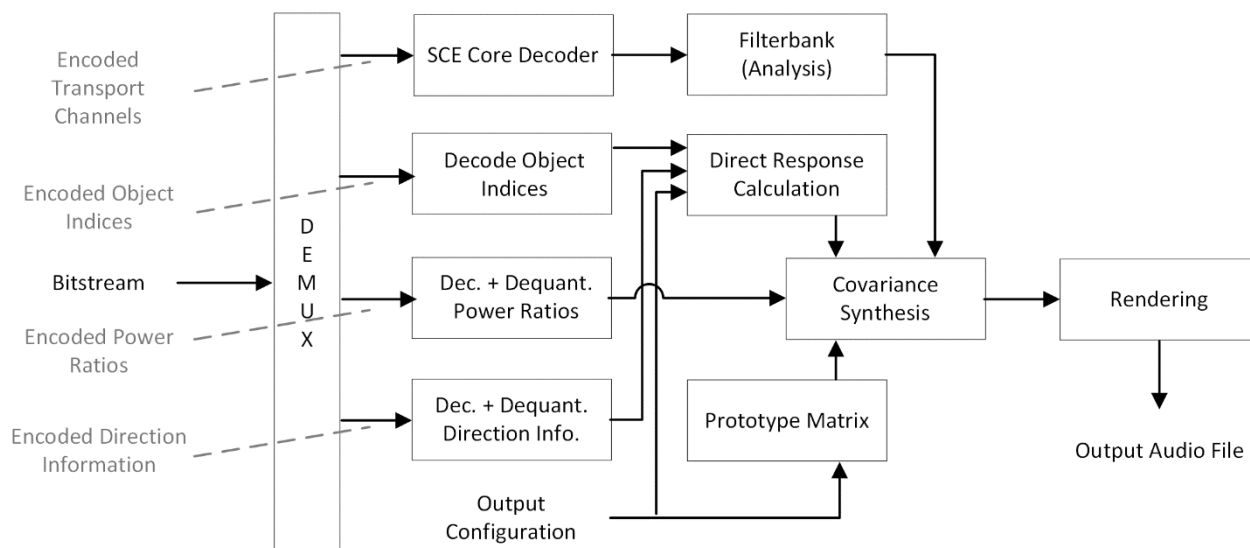 Encoded
Transport
Channels
SCE Core Decoder
Filterbank
(Analysis)
Encoded Object
Indices
Decode Object
Indices
Direct Response
Calculation
Bitstream
D
E
M
U
X
Dec. + Dequant.
Power Ratios
Covariance
Synthesis
Rendering
Encoded Power
Ratios
Encoded Direction
Information
Dec. + Dequant.
Direction Info.
Prototype Matrix
Output Audio File
Output
Configuration